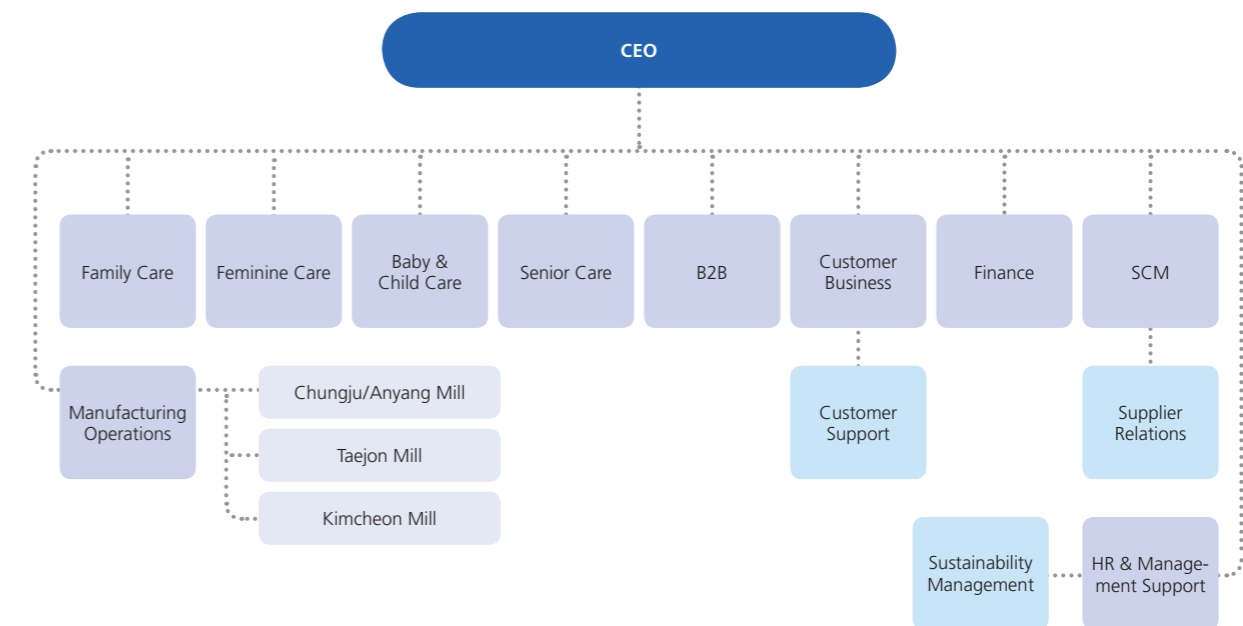 CEO
Family Care
Feminine Care
Baby &
Child Care
Senior Care
B2B
Customer
Business
Finance
SCM
Manufacturing
Operations
Chungju/Anyang Mill
Taejon Mill
Kimcheon Mill
Customer
Support
Supplier
Relations
Sustainability
Management
HR & Manage-
ment Support